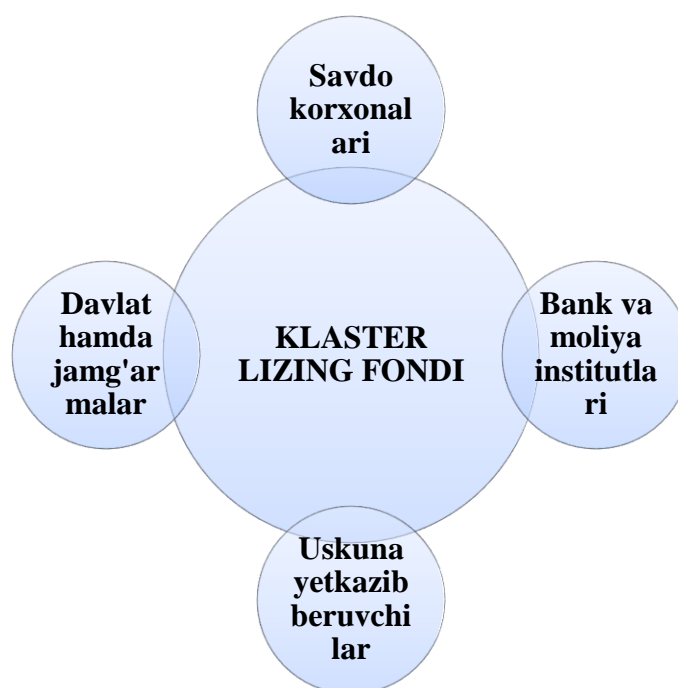 Savdo
korxonal
ari
Davlat
hamda
jamg'ar
malar
KLASTER
LIZING FONDI
Bank va
moliya
institutla
ri
Uskuna
yetkazib
beruvchi
lar